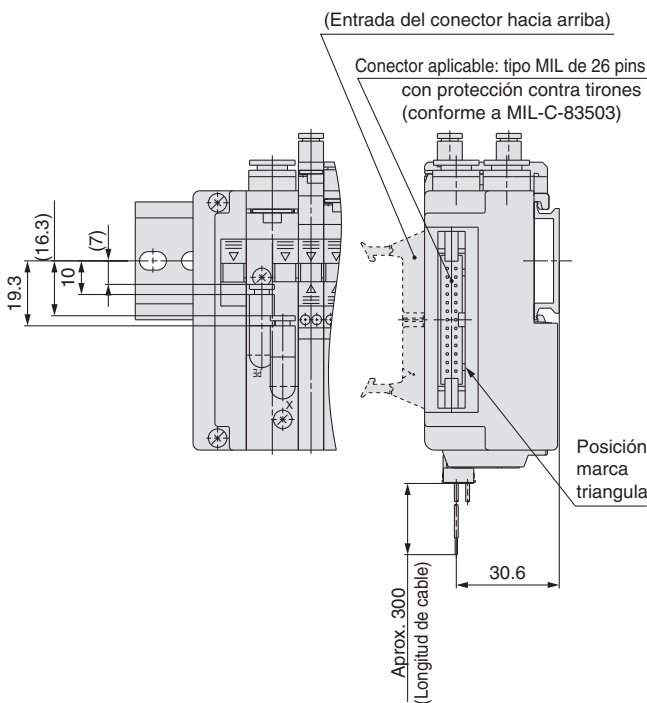 (Entrada del conector hacia arriba)
Conector aplicable: tipo MIL de 26 pins
con protección contra tirones
(conforme a MIL-C-83503)
(16.3)
(7)
19.3
10
PE
X
Posición
marca
triangula
30.6
Aprox. 300
(Longitud de cable)